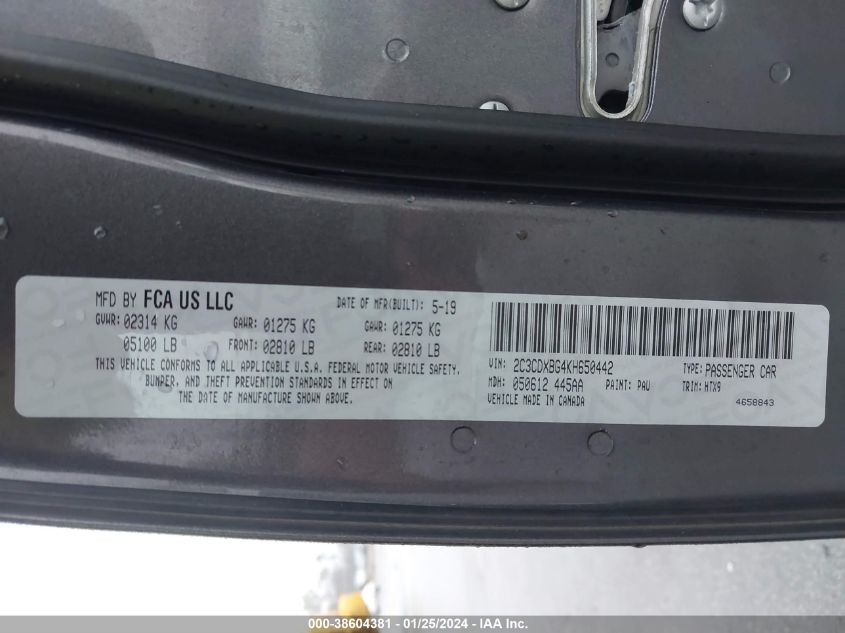 MFD BY FCA US LLC
DATE OF MFR(BUILT): 5-19
GVWR: 02314 KG
GAWR: 01275 KG
GAWR: 01275 KG
05100 LB
FRONT: 02810 LB
REAR: 02810 LB
THIS VEHICLE CONFORMS TO ALL APPLICABLE U.S.A. FEDERAL MOTOR VEHICLE SAFETY,
BUMPER, AND THEFT PREVENTION STANDARDS IN EFFECT ON
THE DATE OF MANUFACTURE SHOWN ABOVE.
VIN: 2C3CDXBG4KH650442
TYPE: PASSENGER CAR
MDH: 050612 445AA
PAINT: PAU
TRIM: HTX9
VEHICLE MADE IN CANADA
4658843
000-38604381 - 01/25/2024 - IAA Inc.